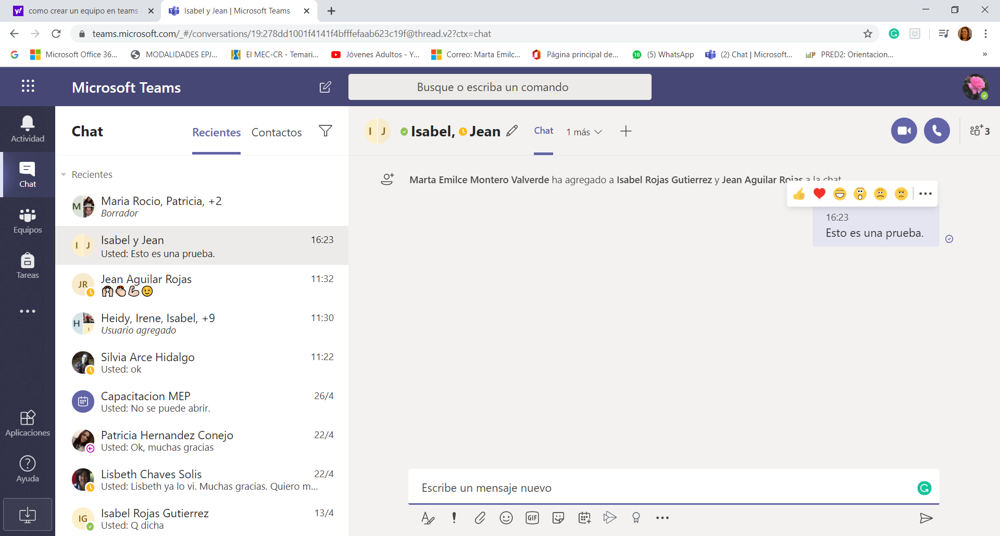 como crear un equipo en teams -
Isabel y Jean | Microsoft Teams
teams.microsoft.com/_#/conversations/19:278dd1001f4141f4bfffefaab623c19f@thread.v2?ctx=chat
Microsoft Office 36...
MODALIDADES EPJ...
El MEC-CR - Temari...
Jóvenes Adultos - Y...
Correo: Marta Emilc...
Página principal de...
10
(5) WhatsApp
(2) Chat | Microsoft...
idP
PRED2: Orientacion...
»
Microsoft Teams
Busque o escriba un comando
Actividad
Chat
Equipos
Tareas
Aplicaciones
Ayuda
Chat
Recientes
Contactos
Recientes
M
Maria Rocio, Patricia, +2
Borrador
I J
Isabel y Jean
16:23
Usted: Esto es una prueba.
JR
Jean Aguilar Rojas
11:32
🙌👏💪😉
H
I
Heidy, Irene, Isabel, +9
11:30
Usuario agregado
Silvia Arce Hidalgo
11:22
Usted: ok
Capacitacion MEP
26/4
Usted: No se puede abrir.
Patricia Hernandez Conejo
22/4
Usted: Ok, muchas gracias
Lisbeth Chaves Solis
22/4
Usted: Lisbeth ya lo vi. Muchas gracias. Quiero m...
IG
Isabel Rojas Gutierrez
13/4
Usted: Q dicha
I J
Isabel, Jean
Chat
1 más
3
Marta Emilce Montero Valverde ha agregado a Isabel Rojas Gutierrez y Jean Aguilar Rojas a la chat.
16:23
Esto es una prueba.
Escribe un mensaje nuevo
GIF